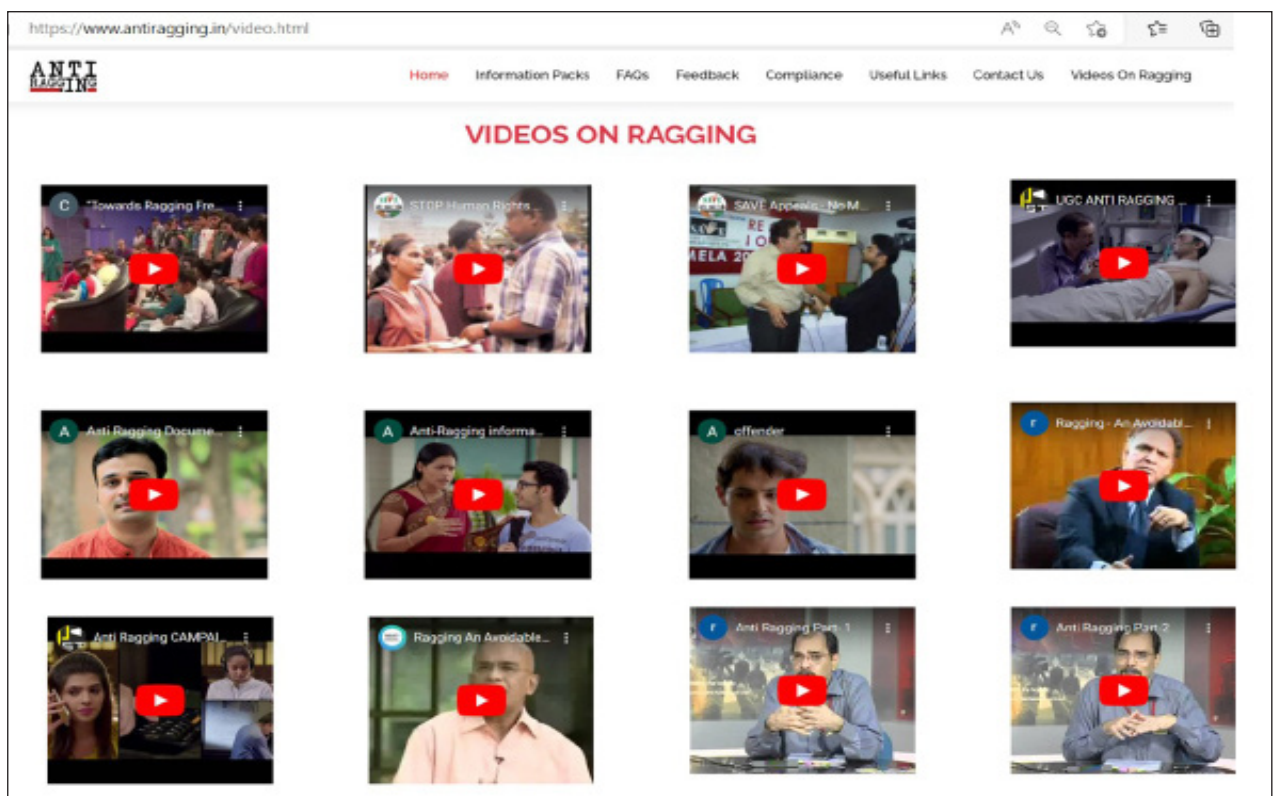 https://www.antiragging.in/video.html
ANTI
RAGGING
Home Information Packs FAQs Feedback Compliance Useful Links Contact Us Videos On Ragging
VIDEOS ON RAGGING
C "Towards Ragging Fre...
STOP Human Rights ...
SAVE Appeals - No M...
UGC ANTI RAGGING ...
MELA 20
A Anti Ragging Docume...
A Anti-Ragging informa...
A offender
F Ragging - An Avoidabl...
Anti Ragging CAMPAI...
Ragging An Avoidable...
F Anti Ragging Part- 1
F Anti Ragging Part-2